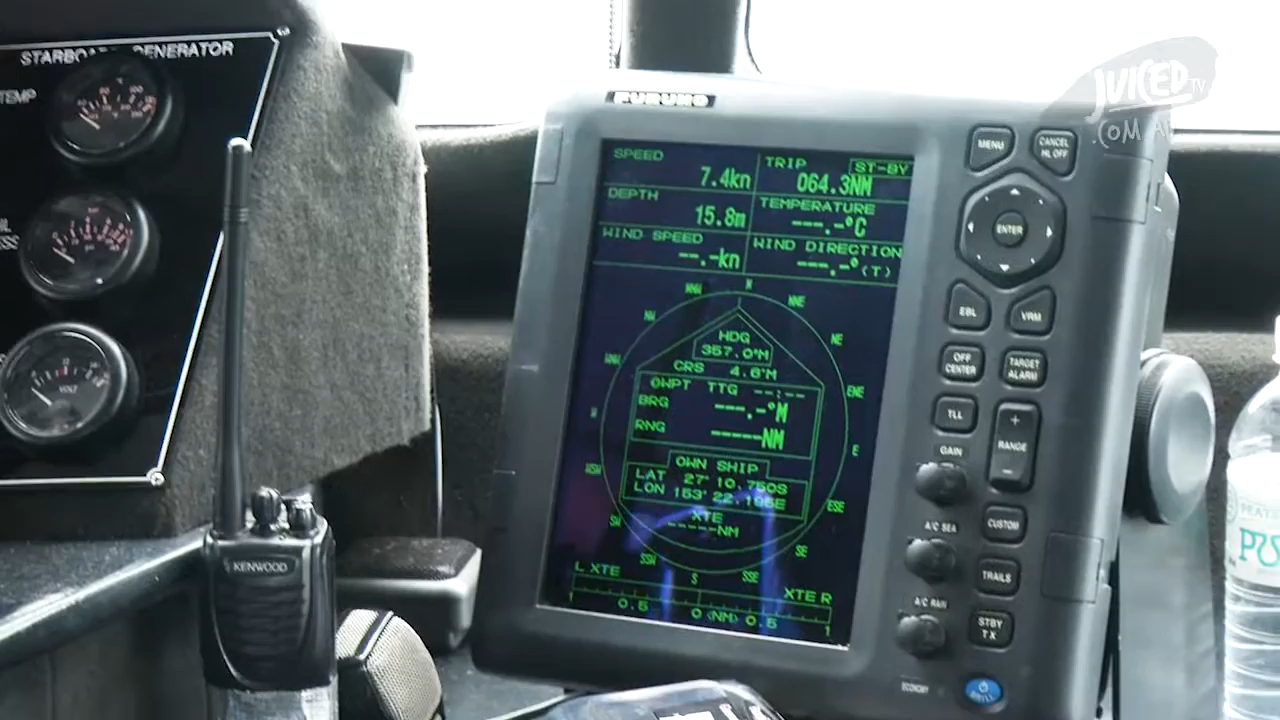 STARBOARD GENERATOR
TEMP
VOLT
KENWOOD
FURUNO
SPEED
7.4kn
TRIP
ST-BY
064.3NM
DEPTH
15.8m
TEMPERATURE
---.-°C
WIND SPEED
--.-kn
WIND DIRECTION
---.-°(T)
N
NNE
NE
ENE
E
ESE
SE
SSE
S
SSW
SW
WSW
W
WNW
NW
NNW
HDG
357.0°M
CRS 4.6°M
OWPT TTG --:--
BRG ---.-°M
RNG -----NM
OWN SHIP
LAT 27° 10.750S
LON 153° 22.195E
XTE
-----NM
L XTE
XTE R
1 0.5 0 (NM) 0.5 1
MENU
CANCEL
HL OFF
ENTER
EBL
VRM
OFF
CENTER
TARGET
ALARM
TLL
+
RANGE
-
GAIN
A/C SEA
CUSTOM
TRAILS
A/C RAIN
STBY
TX
ECONOMY
BRILL
JUICED TV
.COM.AU